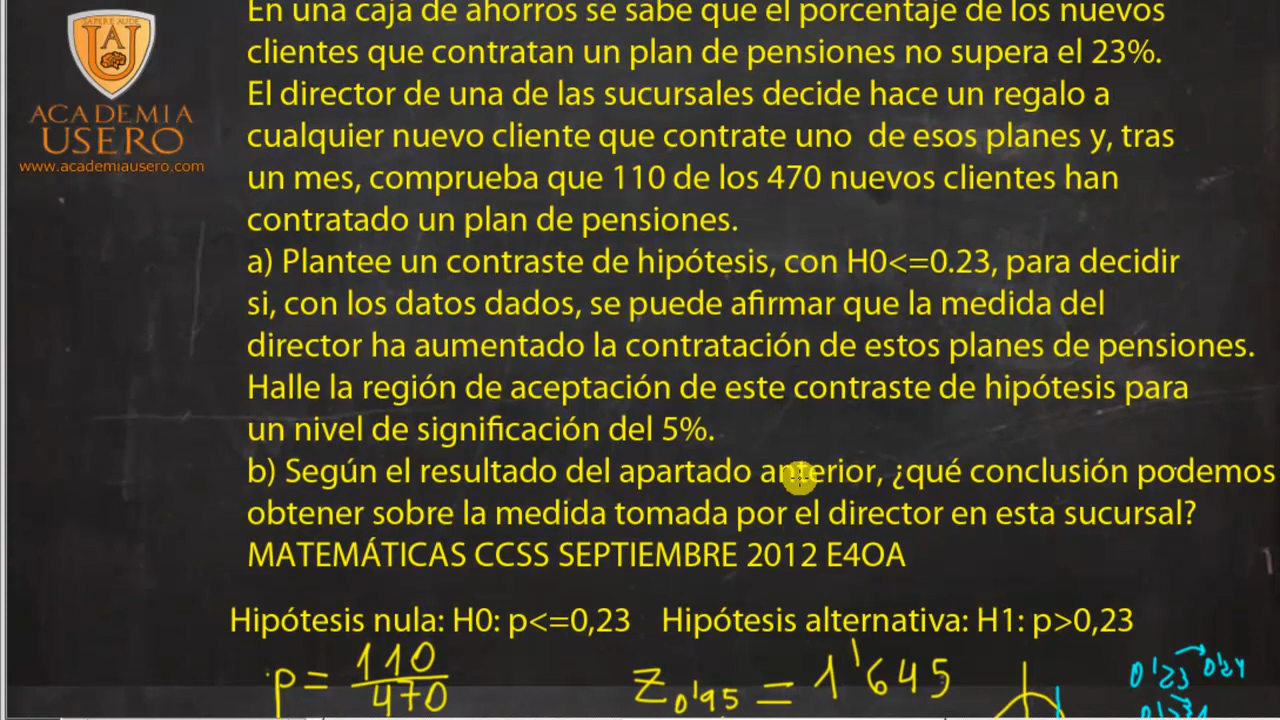 En una caja de ahorros se sabe que el porcentaje de los nuevos
clientes que contratan un plan de pensiones no supera el 23%.
El director de una de las sucursales decide hace un regalo a
cualquier nuevo cliente que contrate uno de esos planes y, tras
un mes, comprueba que 110 de los 470 nuevos clientes han
contratado un plan de pensiones.
a) Plantee un contraste de hipótesis, con H0<=0.23, para decidir
si, con los datos dados, se puede afirmar que la medida del
director ha aumentado la contratación de estos planes de pensiones.
Halle la región de aceptación de este contraste de hipótesis para
un nivel de significación del 5%.
b) Según el resultado del apartado anterior, ¿qué conclusión podemos
obtener sobre la medida tomada por el director en esta sucursal?
MATEMÁTICAS CCSS SEPTIEMBRE 2012 E4OA
Hipótesis nula: H0: p<=0,23 Hipótesis alternativa: H1: p>0,23
p = 110/470 Z0'95 = 1'645 0'23 0'24
ACADEMIA
USERO
www.academiausero.com